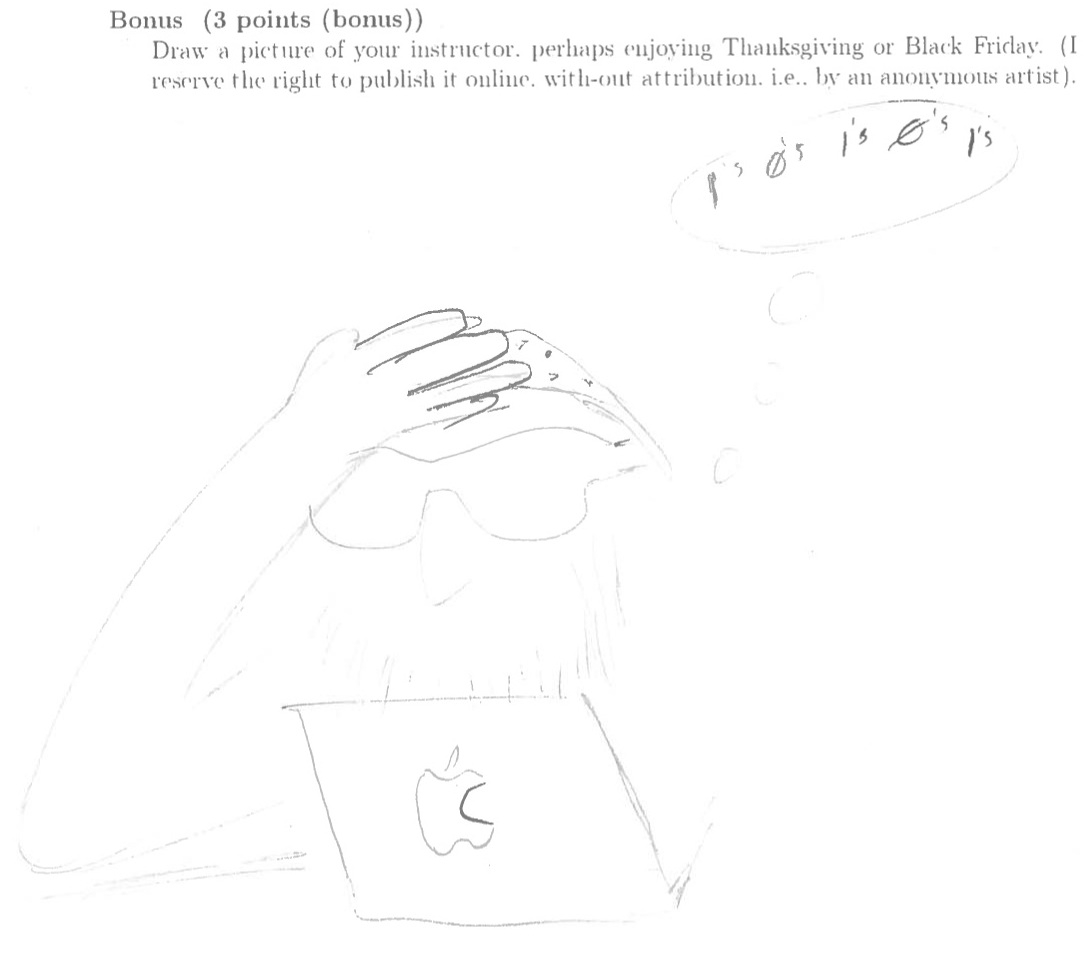 Bonus (3 points (bonus))
Draw a picture of your instructor. perhaps enjoying Thanksgiving or Black Friday. (I
reserve the right to publish it online. with-out attribution. i.e.. by an anonymous artist).
1's 0's 1's 0's 1's